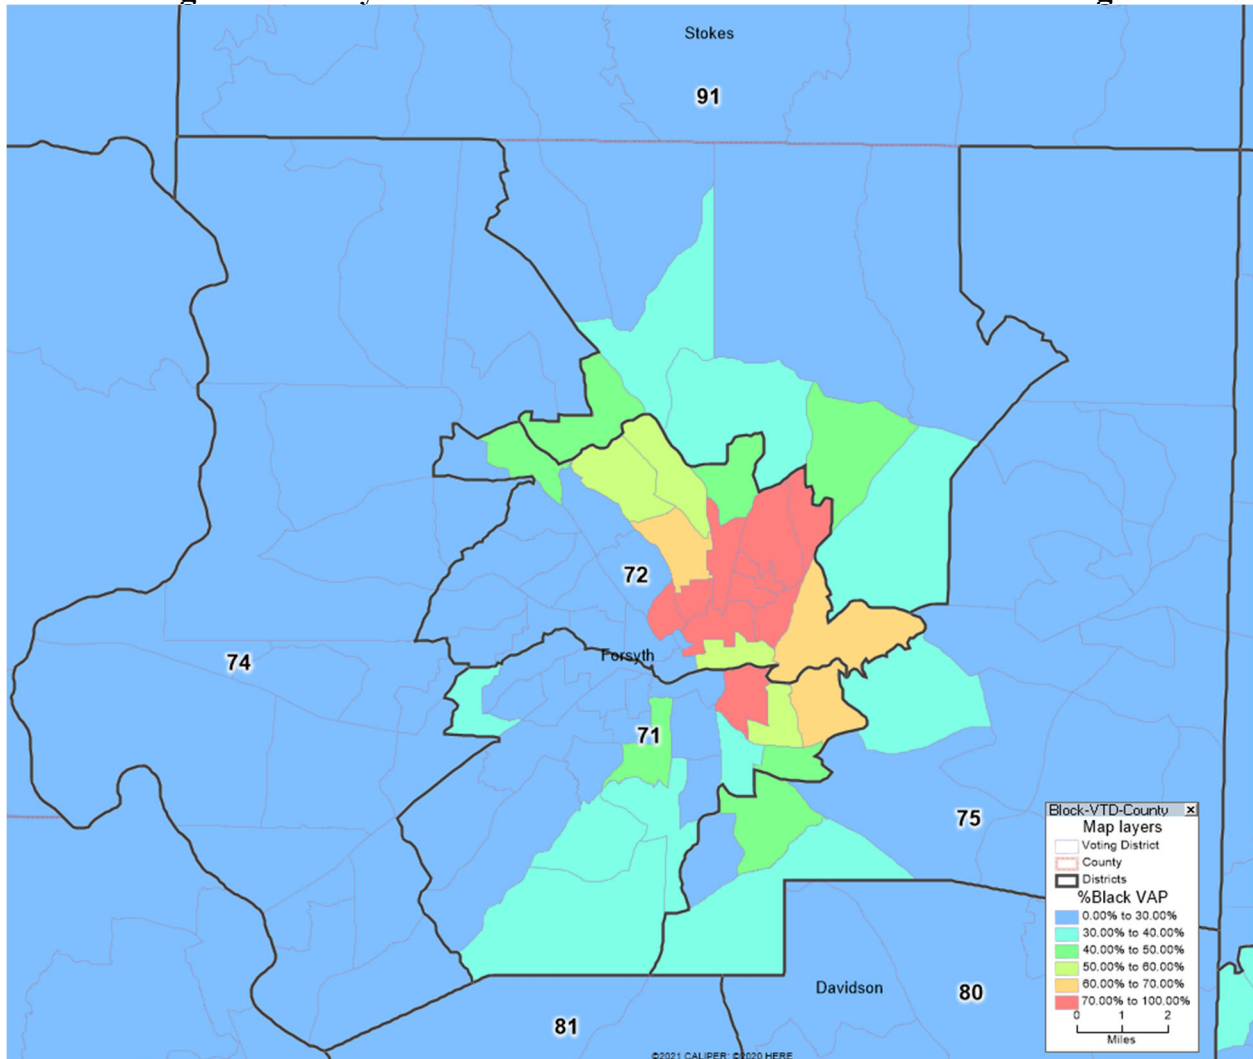 Stokes
91
72
Forsyth
74
71
75
Davidson
80
81
Block-VTD-County
Map layers
Voting District
County
Districts
%Black VAP
0.00% to 30.00%
30.00% to 40.00%
40.00% to 50.00%
50.00% to 60.00%
60.00% to 70.00%
70.00% to 100.00%
0 1 2
Miles
©2021 CALIPER; ©2020 HERE